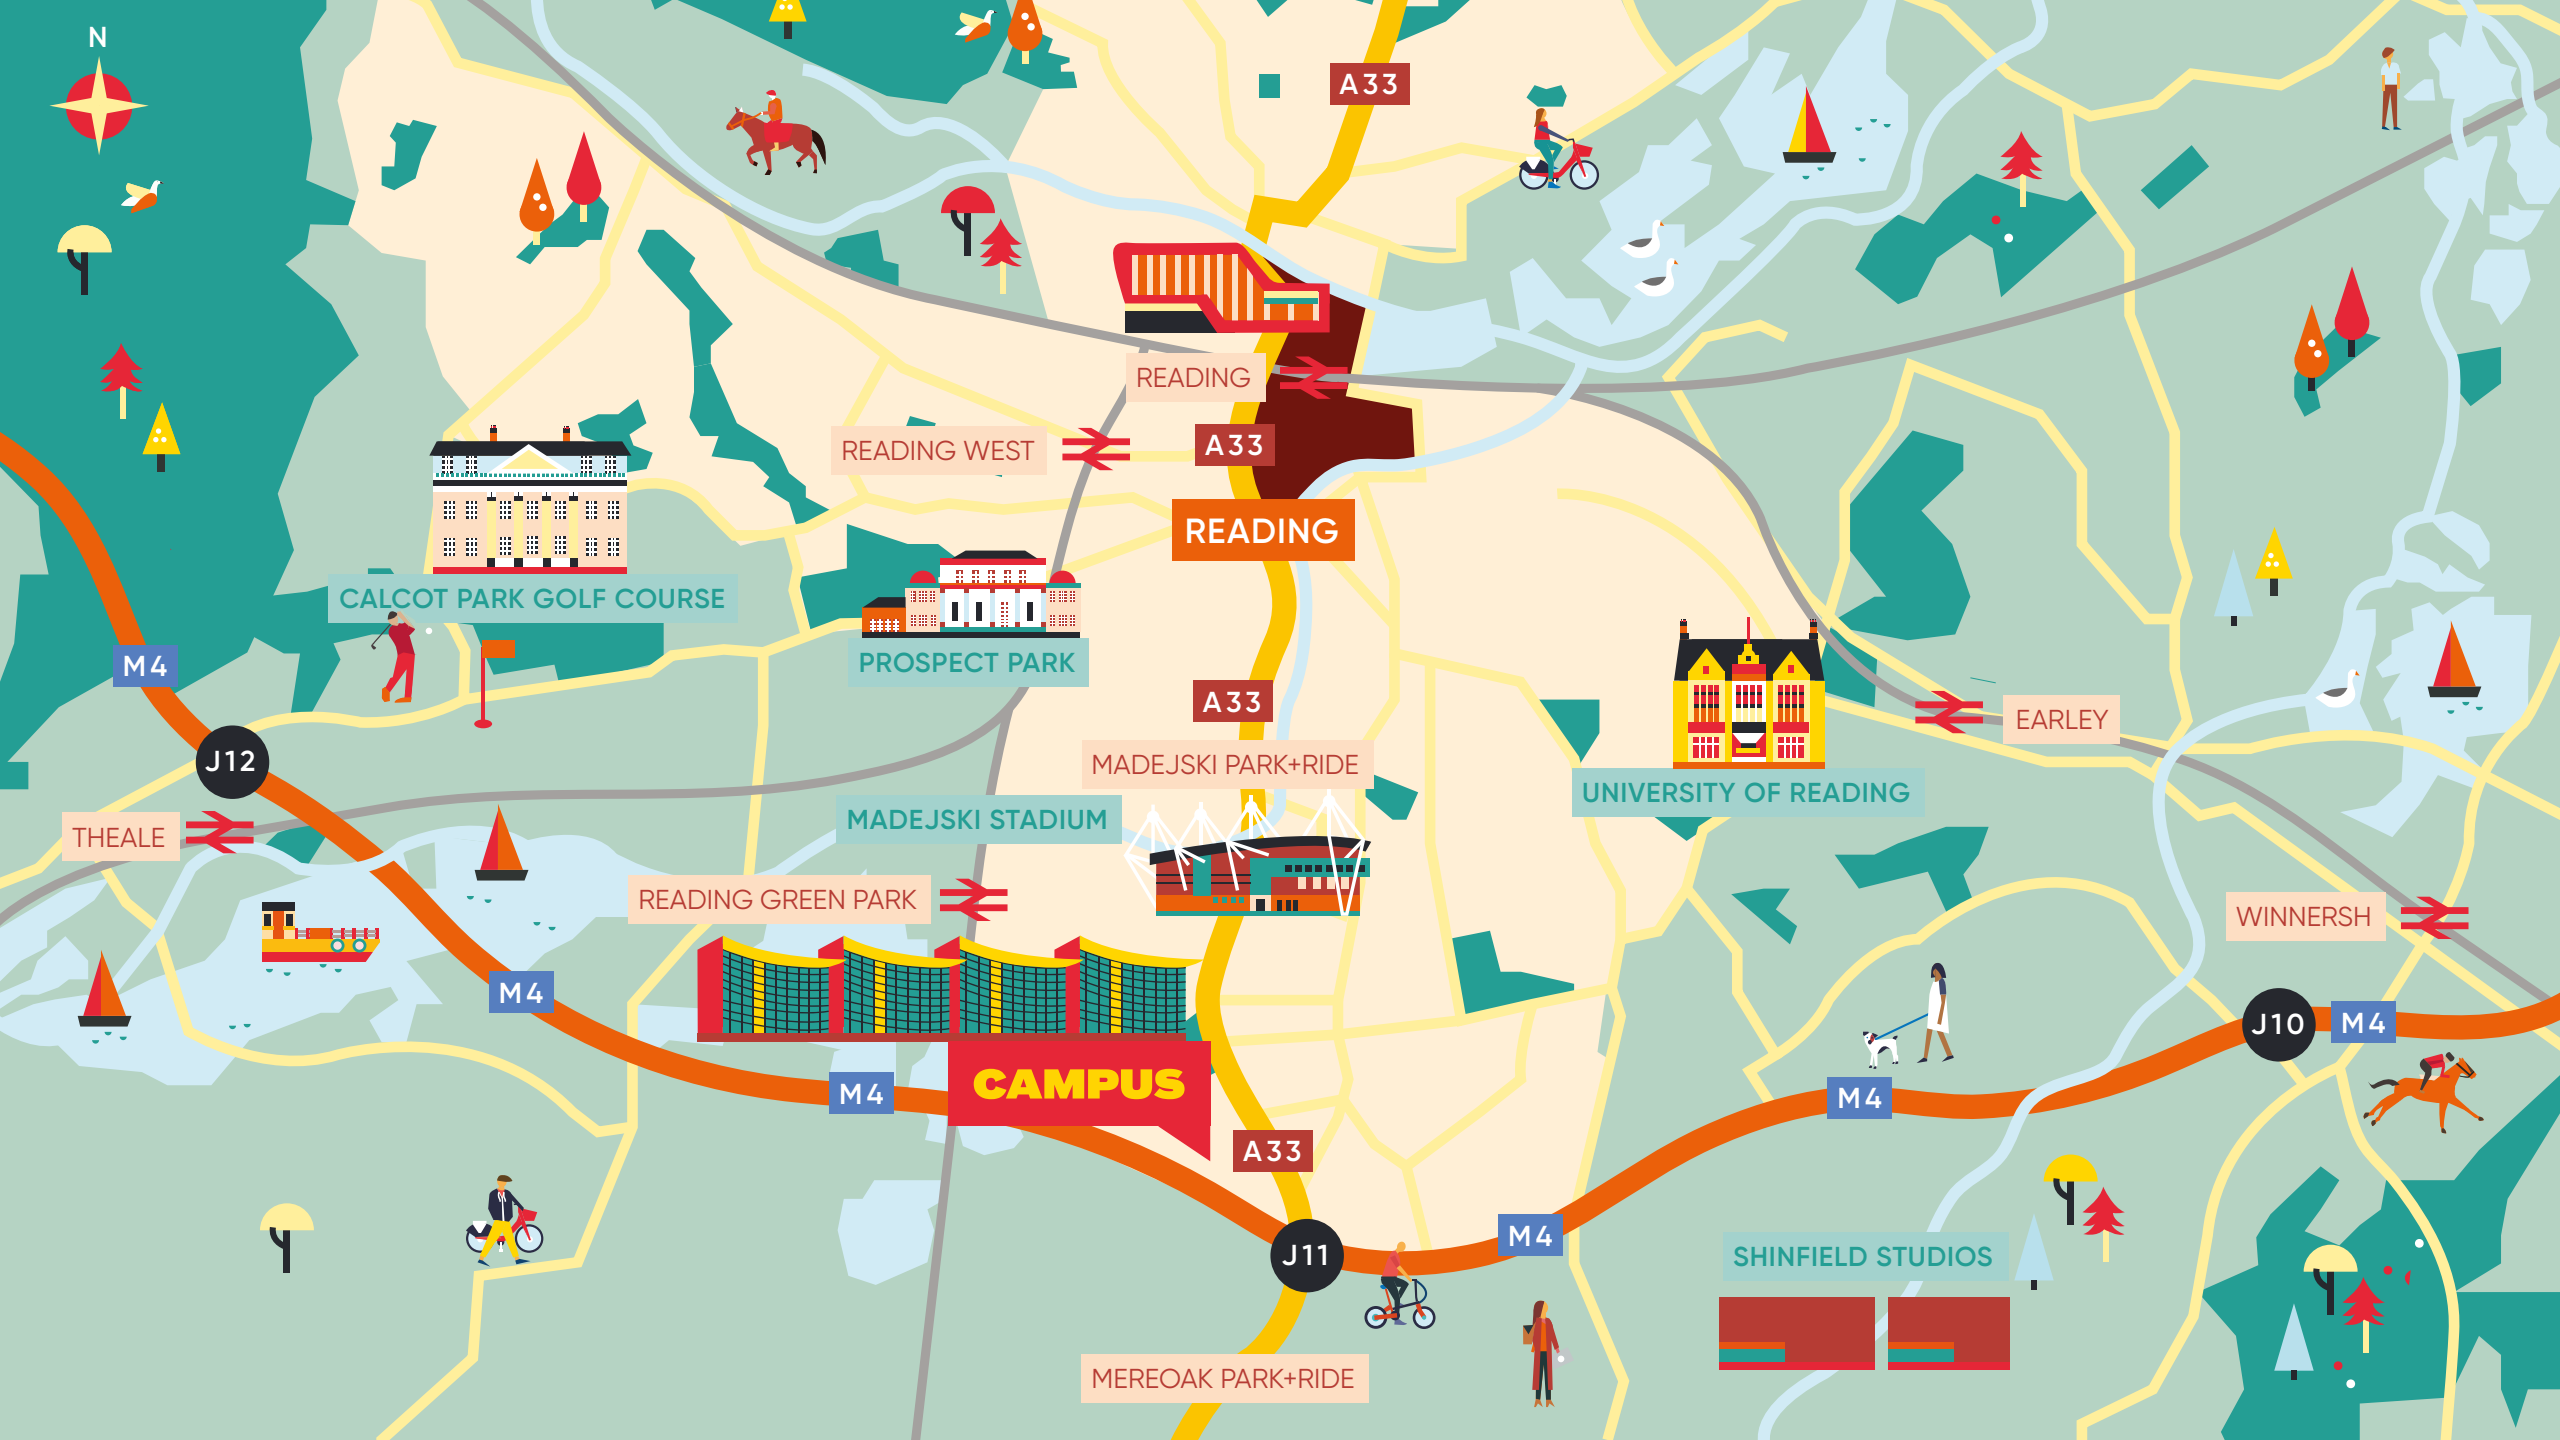 N
A33
READING
READING WEST
A33
READING
CALCOT PARK GOLF COURSE
PROSPECT PARK
M4
A33
EARLEY
J12
MADEJSKI PARK+RIDE
UNIVERSITY OF READING
MADEJSKI STADIUM
THEALE
READING GREEN PARK
WINNERSH
M4
J10
M4
CAMPUS
M4
M4
A33
M4
J11
SHINFIELD STUDIOS
MEREOAK PARK+RIDE